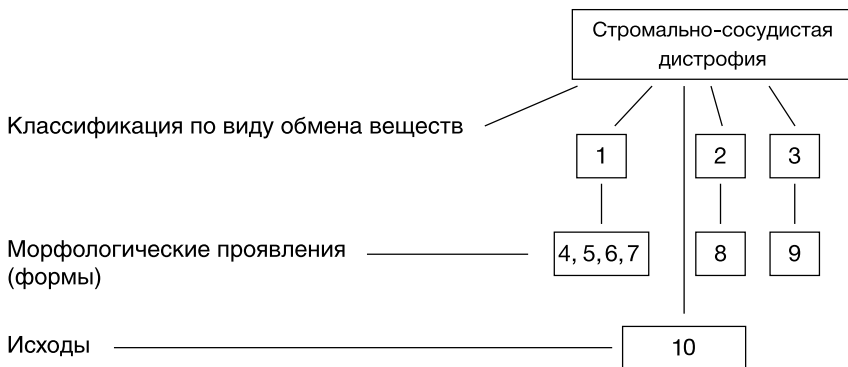 Стромально-сосудистая
дистрофия
Классификация по виду обмена веществ
1 2 3
Морфологические проявления
(формы)
4, 5, 6, 7 8 9
Исходы
10